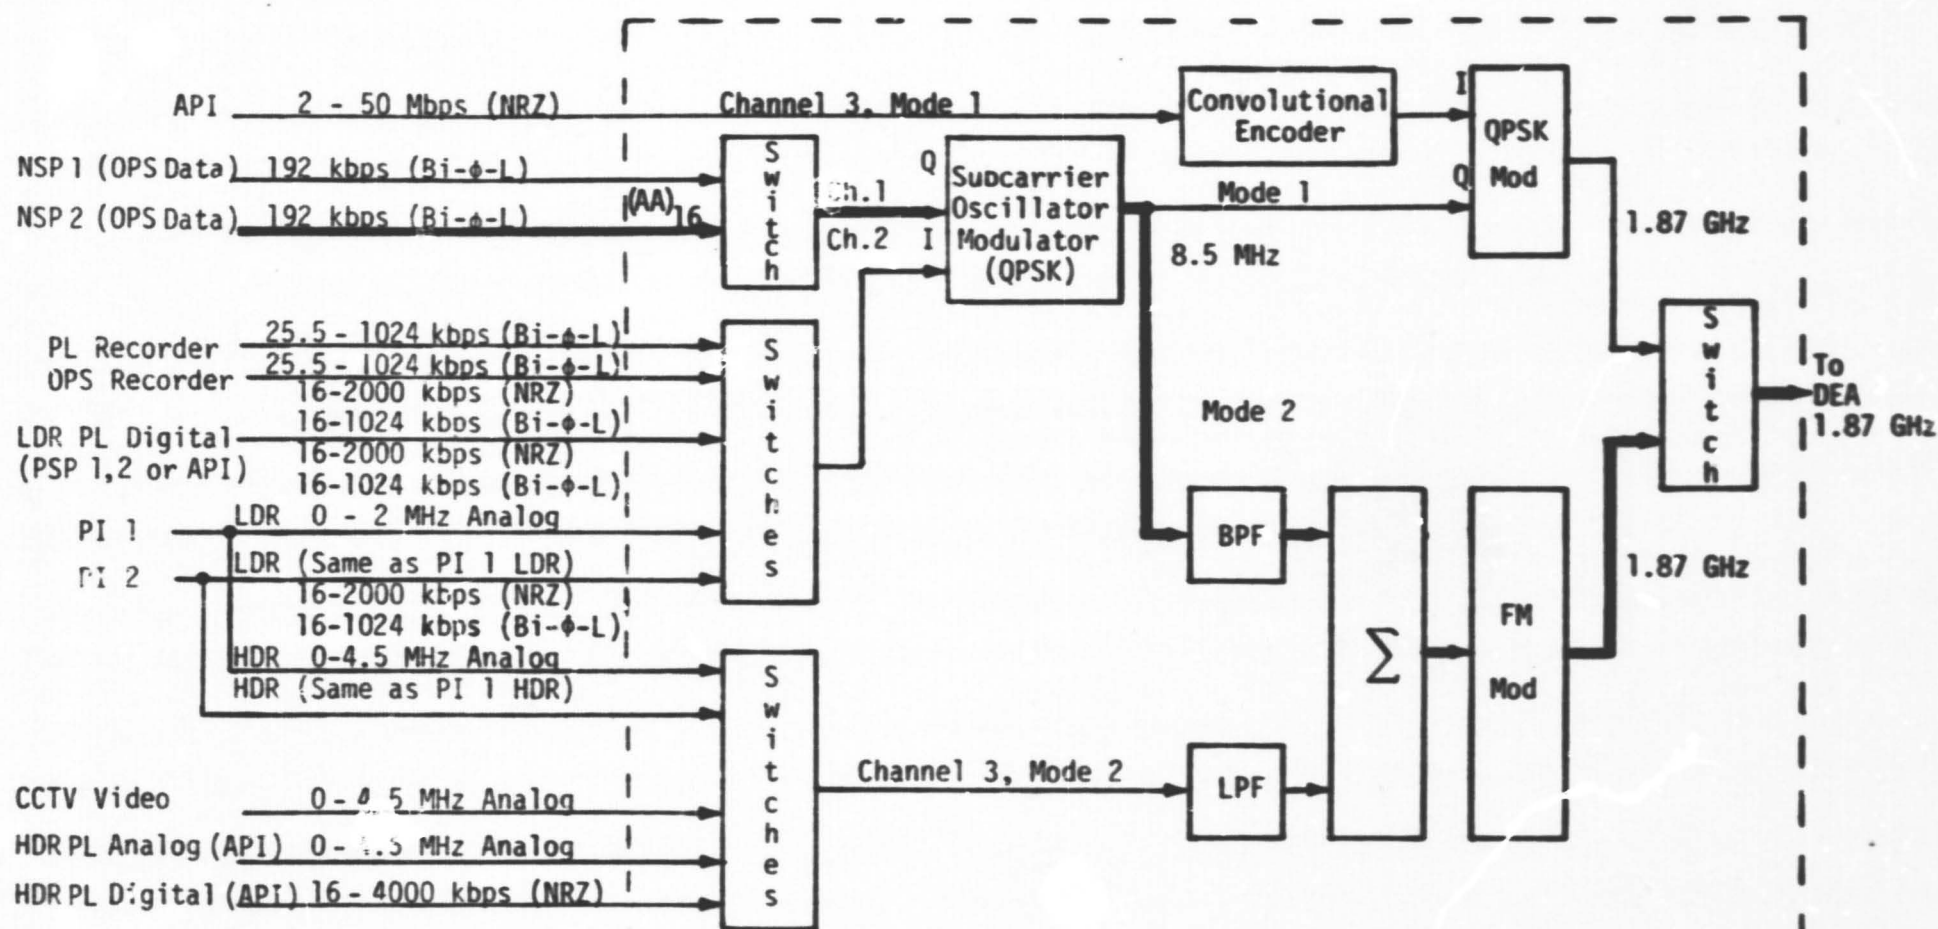 API 2 - 50 Mbps (NRZ) Channel 3, Mode 1
Convolutional
Encoder
I
QPSK
Q Mod
NSP 1 (OPS Data) 192 kbps (Bi-ϕ-L)
NSP 2 (OPS Data) 192 kbps (Bi-ϕ-L) (AA)16
Switch
Ch.1
Ch.2
Q
I
Subcarrier
Oscillator
Modulator
(QPSK)
Mode 1
8.5 MHz
1.87 GHz
PL Recorder 25.5 - 1024 kbps (Bi-ϕ-L)
OPS Recorder 25.5 - 1024 kbps (Bi-ϕ-L)
16-2000 kbps (NRZ)
16-1024 kbps (Bi-ϕ-L)
LDR PL Digital
(PSP 1,2 or API)
16-2000 kbps (NRZ)
16-1024 kbps (Bi-ϕ-L)
PI 1 LDR 0 - 2 MHz Analog
PI 2 LDR (Same as PI 1 LDR)
16-2000 kbps (NRZ)
16-1024 kbps (Bi-ϕ-L)
Switches
Mode 2
Switch
To
DEA
1.87 GHz
BPF
∑
FM
Mod
1.87 GHz
HDR 0-4.5 MHz Analog
HDR (Same as PI 1 HDR)
Switches
Channel 3, Mode 2
LPF
CCTV Video 0-4.5 MHz Analog
HDR PL Analog (API) 0- MHz Analog
HDR PL Digital (API) 16 - 4000 kbps (NRZ)